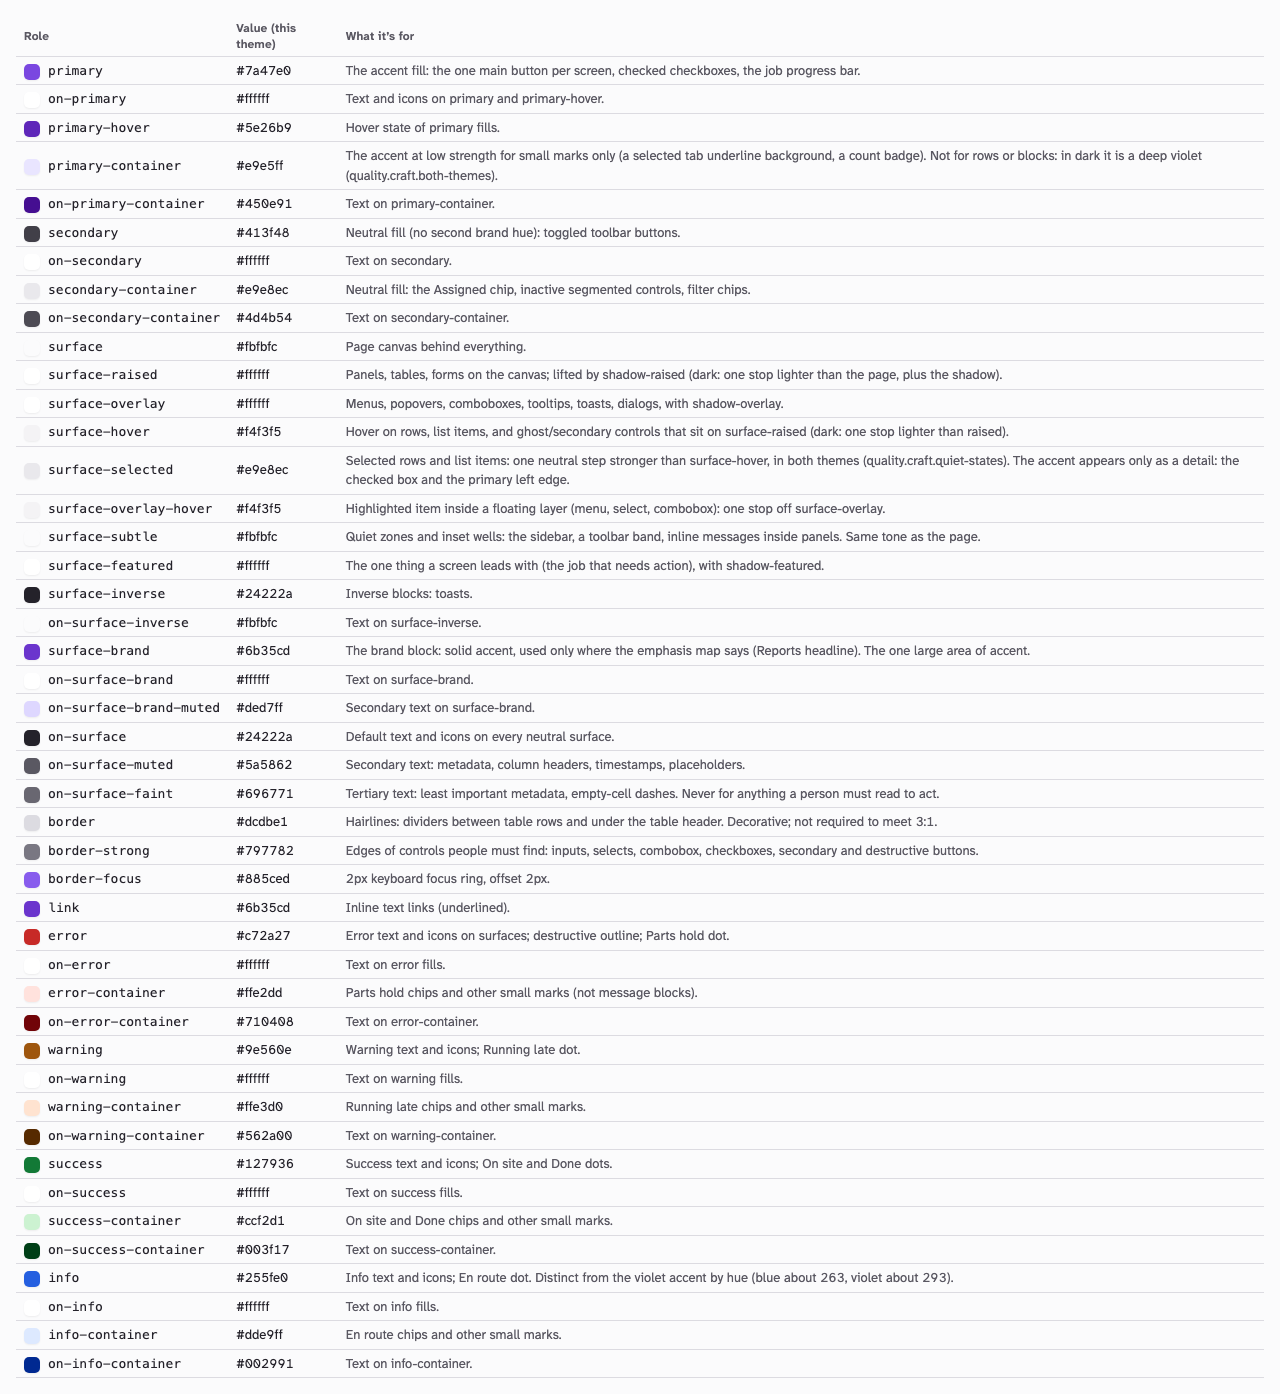 Role Value (this theme) What it's for
primary #7a47e0 The accent fill: the one main button per screen, checked checkboxes, the job progress bar.
on-primary #ffffff Text and icons on primary and primary-hover.
primary-hover #5e26b9 Hover state of primary fills.
primary-container #e9e5ff The accent at low strength for small marks only (a selected tab underline background, a count badge). Not for rows or blocks: in dark it is a deep violet
(quality.craft.both-themes).
on-primary-container #450e91 Text on primary-container.
secondary #413f48 Neutral fill (no second brand hue): toggled toolbar buttons.
on-secondary #ffffff Text on secondary.
secondary-container #e9e8ec Neutral fill: the Assigned chip, inactive segmented controls, filter chips.
on-secondary-container #4d4b54 Text on secondary-container.
surface #fbfbfc Page canvas behind everything.
surface-raised #ffffff Panels, tables, forms on the canvas; lifted by shadow-raised (dark: one stop lighter than the page, plus the shadow).
surface-overlay #ffffff Menus, popovers, comboboxes, tooltips, toasts, dialogs, with shadow-overlay.
surface-hover #f4f3f5 Hover on rows, list items, and ghost/secondary controls that sit on surface-raised (dark: one stop lighter than raised).
surface-selected #e9e8ec Selected rows and list items: one neutral step stronger than surface-hover, in both themes (quality.craft.quiet-states). The accent appears only as a detail: the
checked box and the primary left edge.
surface-overlay-hover #f4f3f5 Highlighted item inside a floating layer (menu, select, combobox): one stop off surface-overlay.
surface-subtle #fbfbfc Quiet zones and inset wells: the sidebar, a toolbar band, inline messages inside panels. Same tone as the page.
surface-featured #ffffff The one thing a screen leads with (the job that needs action), with shadow-featured.
surface-inverse #24222a Inverse blocks: toasts.
on-surface-inverse #fbfbfc Text on surface-inverse.
surface-brand #6b35cd The brand block: solid accent, used only where the emphasis map says (Reports headline). The one large area of accent.
on-surface-brand #ffffff Text on surface-brand.
on-surface-brand-muted #ded7ff Secondary text on surface-brand.
on-surface #24222a Default text and icons on every neutral surface.
on-surface-muted #5a5862 Secondary text: metadata, column headers, timestamps, placeholders.
on-surface-faint #696771 Tertiary text: least important metadata, empty-cell dashes. Never for anything a person must read to act.
border #dcdbe1 Hairlines: dividers between table rows and under the table header. Decorative; not required to meet 3:1.
border-strong #797782 Edges of controls people must find: inputs, selects, combobox, checkboxes, secondary and destructive buttons.
border-focus #885ced 2px keyboard focus ring, offset 2px.
link #6b35cd Inline text links (underlined).
error #c72a27 Error text and icons on surfaces; destructive outline; Parts hold dot.
on-error #ffffff Text on error fills.
error-container #ffe2dd Parts hold chips and other small marks (not message blocks).
on-error-container #710408 Text on error-container.
warning #9e560e Warning text and icons; Running late dot.
on-warning #ffffff Text on warning fills.
warning-container #ffe3d0 Running late chips and other small marks.
on-warning-container #562a00 Text on warning-container.
success #127936 Success text and icons; On site and Done dots.
on-success #ffffff Text on success fills.
success-container #ccf2d1 On site and Done chips and other small marks.
on-success-container #003f17 Text on success-container.
info #255fe0 Info text and icons; En route dot. Distinct from the violet accent by hue (blue about 263, violet about 293).
on-info #ffffff Text on info fills.
info-container #dde9ff En route chips and other small marks.
on-info-container #002991 Text on info-container.